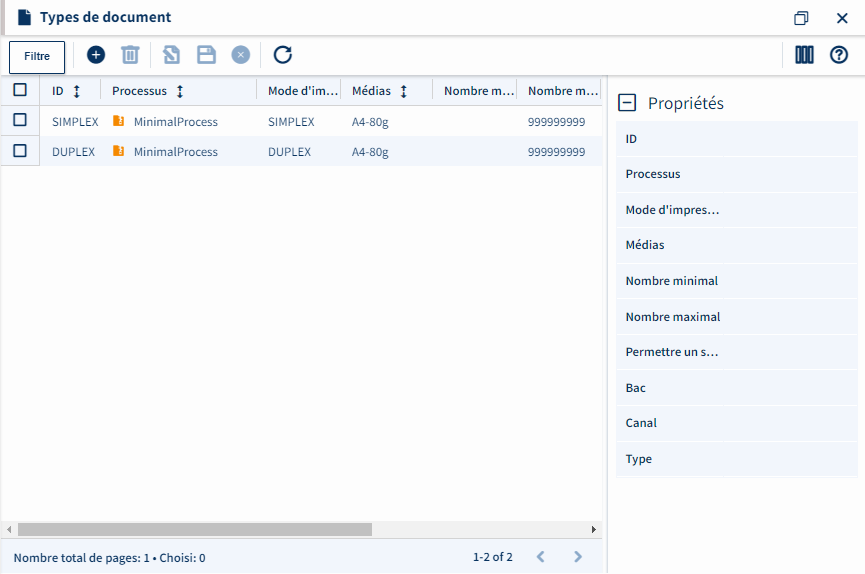 Types de document
Filtre
ID Processus Mode d'im... Médias Nombre m... Nombre m...
SIMPLEX MinimalProcess SIMPLEX A4-80g 999999999
DUPLEX MinimalProcess DUPLEX A4-80g 999999999
Nombre total de pages: 1 • Choisi: 0 1-2 of 2
Propriétés
ID
Processus
Mode d'impres...
Médias
Nombre minimal
Nombre maximal
Permettre un s...
Bac
Canal
Type